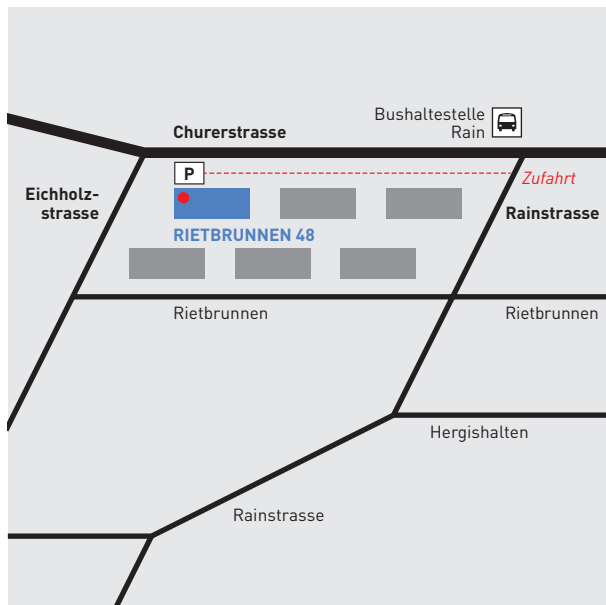 Bushaltestelle
Rain
Churerstrasse
P
Zufahrt
Eichholz-
strasse
Rainstrasse
RIETBRUNNEN 48
Rietbrunnen
Rietbrunnen
Hergishalten
Rainstrasse